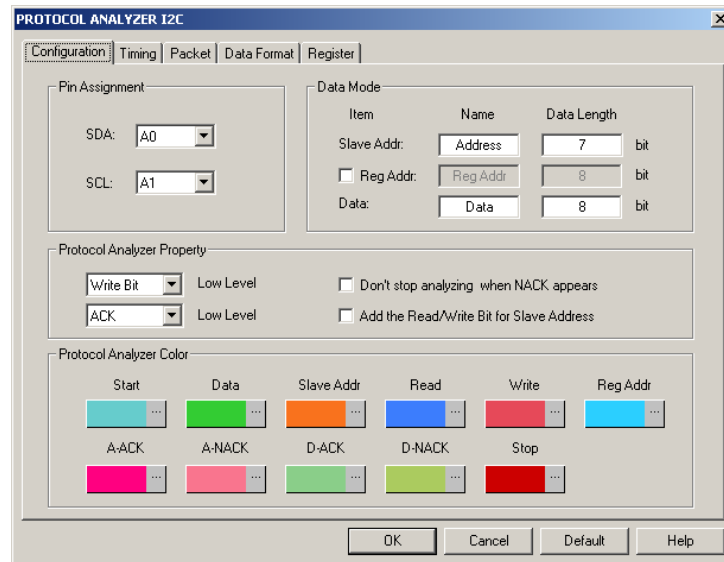 PROTOCOL ANALYZER I2C
Configuration Timing Packet Data Format Register
Pin Assignment
SDA: A0
SCL: A1
Data Mode
Item Name Data Length
Slave Addr: Address 7 bit
Reg Addr: Reg Addr 8 bit
Data: Data 8 bit
Protocol Analyzer Property
Write Bit Low Level Don't stop analyzing when NACK appears
ACK Low Level Add the Read/Write Bit for Slave Address
Protocol Analyzer Color
Start Data Slave Addr Read Write Reg Addr
... ... ... ... ... ...
A-ACK A-NACK D-ACK D-NACK Stop
... ... ... ... ...
OK Cancel Default Help